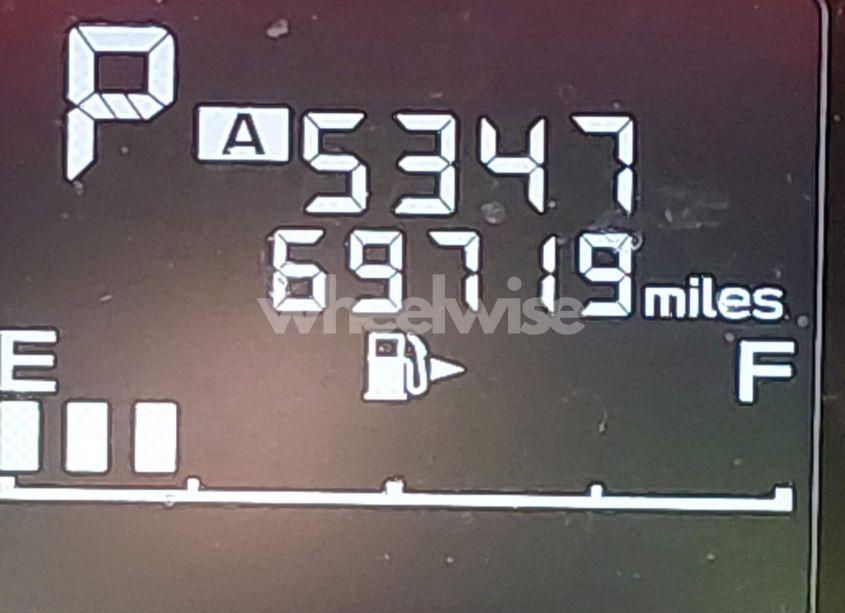 P
A 5347
69719 miles
wheelwise
E F